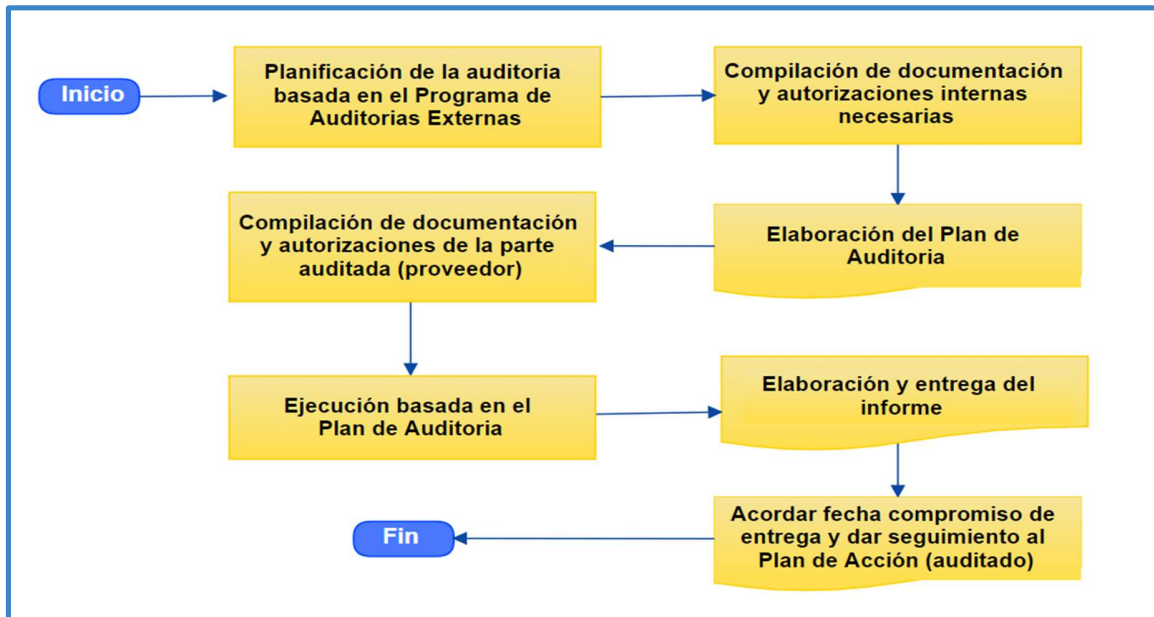 Inicio
Planificación de la auditoria
basada en el Programa de
Auditorias Externas
Compilación de documentación
y autorizaciones internas
necesarias
Elaboración del Plan de
Auditoria
Compilación de documentación
y autorizaciones de la parte
auditada (proveedor)
Ejecución basada en el
Plan de Auditoria
Elaboración y entrega del
informe
Acordar fecha compromiso de
entrega y dar seguimiento al
Plan de Acción (auditado)
Fin